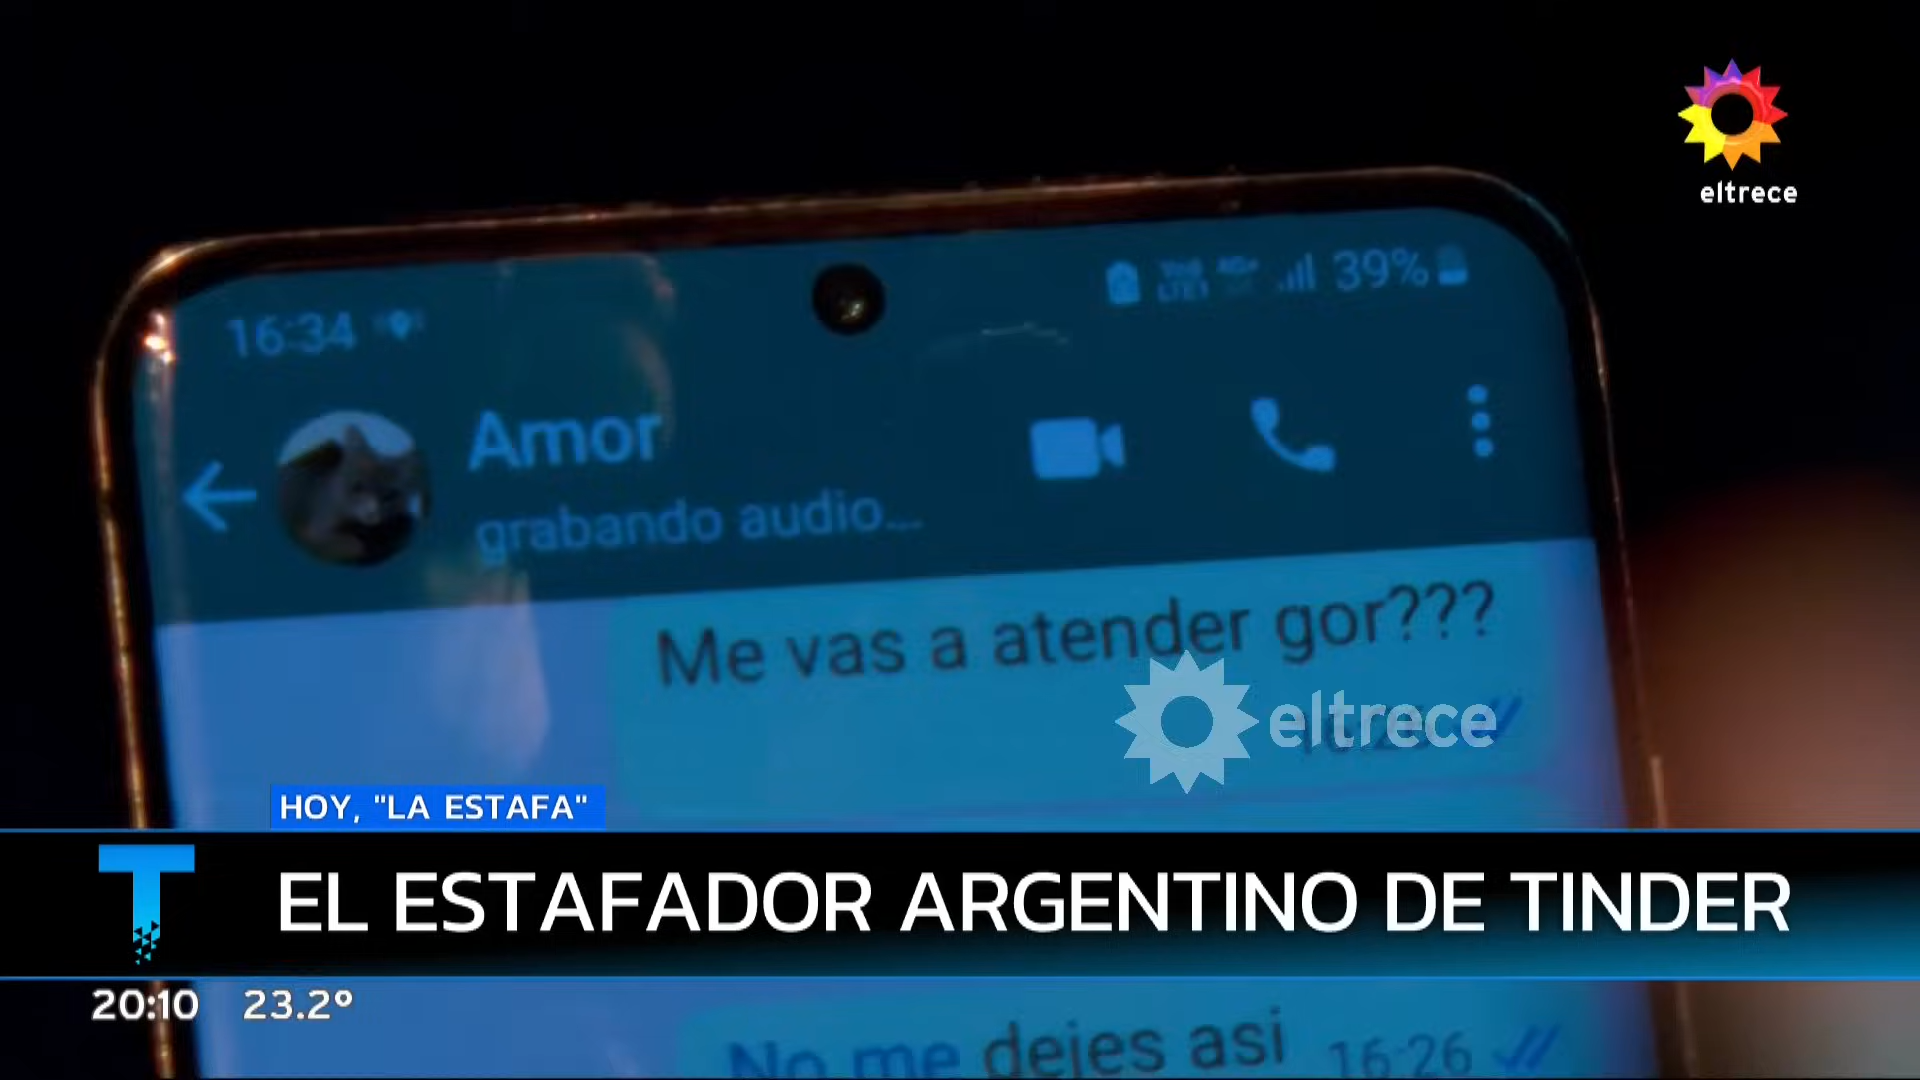 eltrece
16:34
39%
Amor
grabando audio...
Me vas a atender gor???
eltrece
HOY, "LA ESTAFA"
T
EL ESTAFADOR ARGENTINO DE TINDER
20:10 23.2°
No me dejes asi 16:26